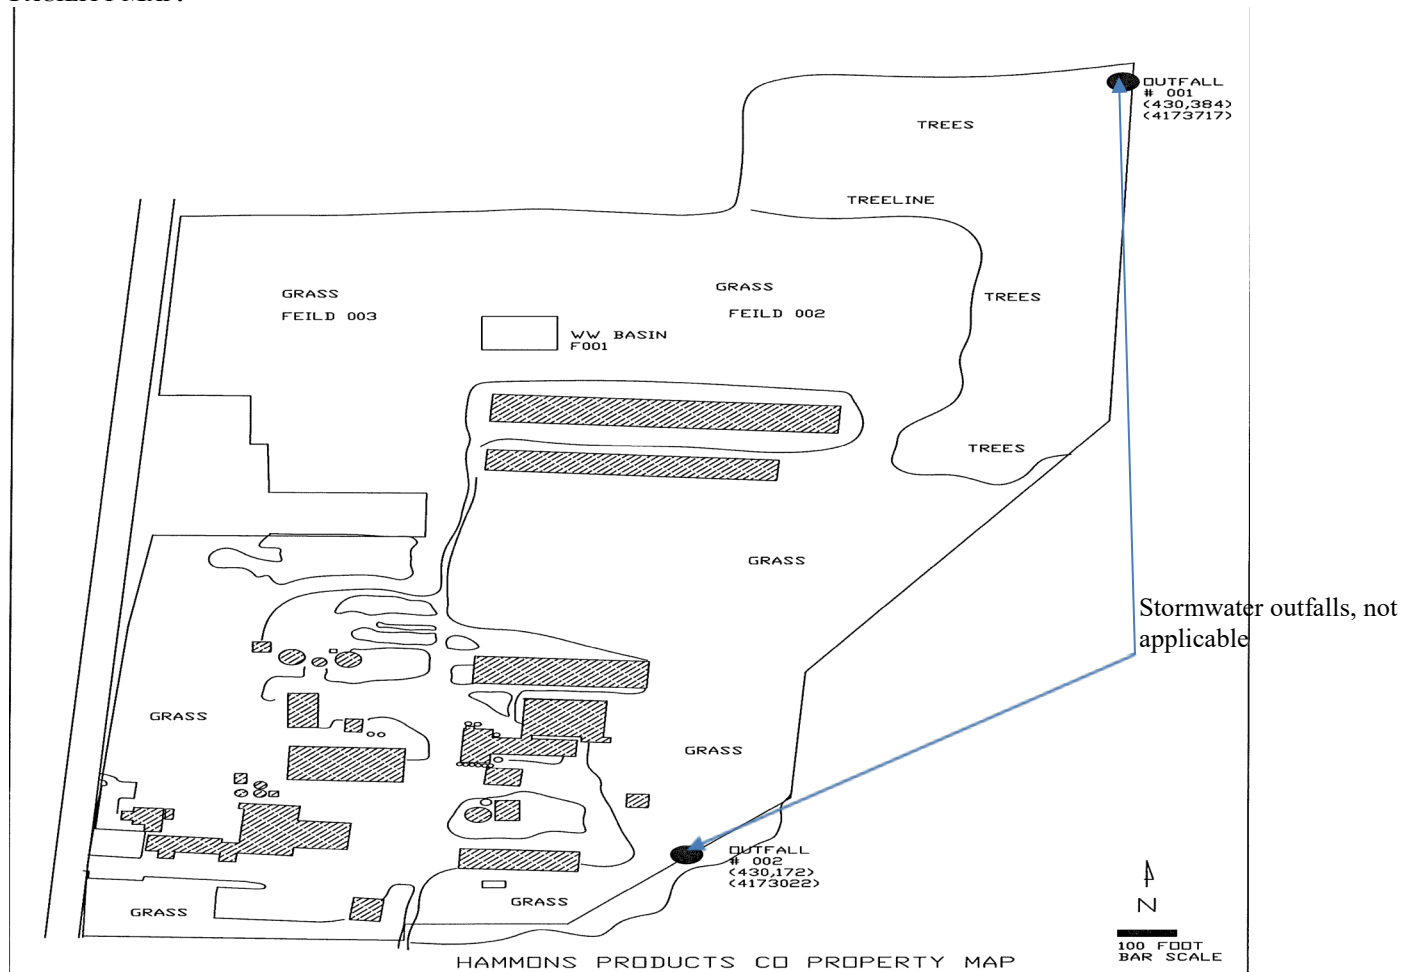 FACILITY MAP:
OUTFALL
# 001
(430,384)
(4173717)
TREES
TREELINE
GRASS
FEILD 003
GRASS
FEILD 002
TREES
WW BASIN
F001
TREES
GRASS
Stormwater outfalls, not
applicable
GRASS
GRASS
OUTFALL
# 002
(430,172)
(4173022)
GRASS
GRASS
N
100 FOOT
BAR SCALE
HAMMONS PRODUCTS CO PROPERTY MAP